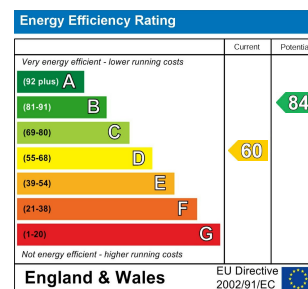 Energy Efficiency Rating
Current
Potentia
Very energy efficient - lower running costs
(92 plus) A
(81-91) B
84
(69-80) C
(55-68) D
60
(39-54) E
(21-38) F
(1-20) G
Not energy efficient - higher running costs
England & Wales
EU Directive
2002/91/EC